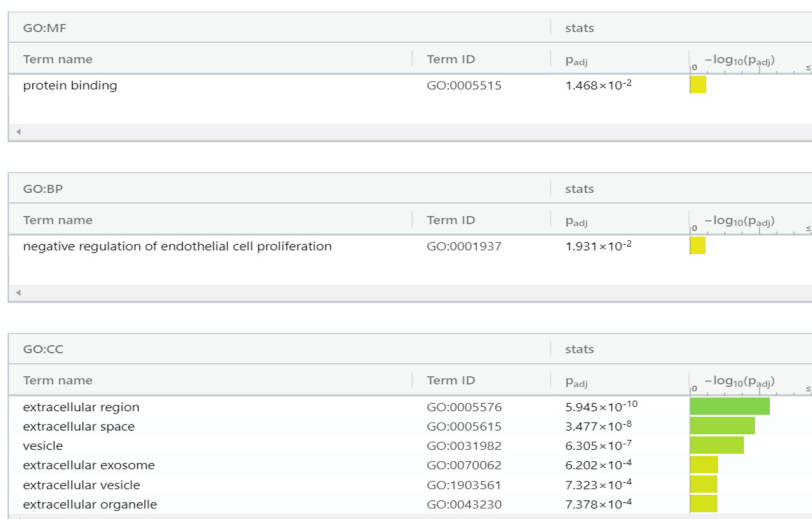 GO:MF stats
Term name Term ID padj 0 −log10(padj) ≤
protein binding GO:0005515 1.468×10-2
GO:BP stats
Term name Term ID padj 0 −log10(padj) ≤
negative regulation of endothelial cell proliferation GO:0001937 1.931×10-2
GO:CC stats
Term name Term ID padj 0 −log10(padj) ≤
extracellular region GO:0005576 5.945×10-10
extracellular space GO:0005615 3.477×10-8
vesicle GO:0031982 6.305×10-7
extracellular exosome GO:0070062 6.202×10-4
extracellular vesicle GO:1903561 7.323×10-4
extracellular organelle GO:0043230 7.378×10-4